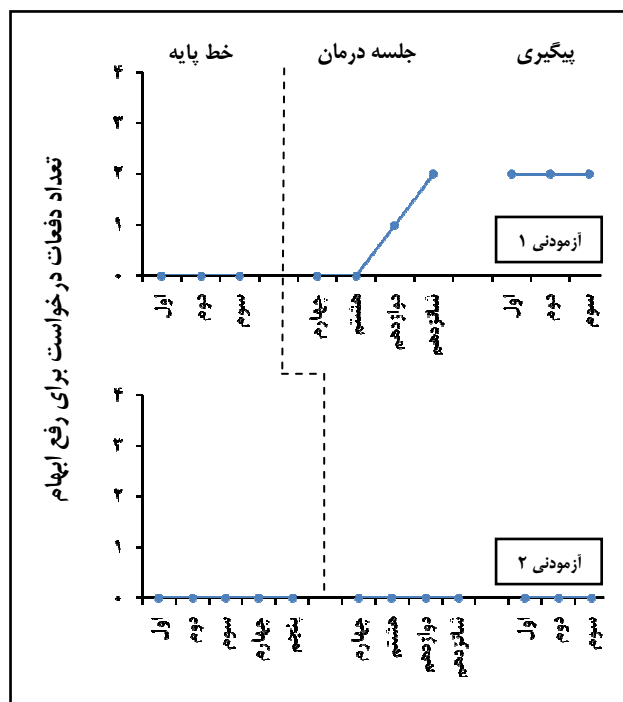 خط پایه
جلسه درمان
پیگیری
تعداد دفعات درخواست برای رفع ابهام
۴
۳
۲
۱
۰
اول
دوم
سوم
چهارم
هشتم
دوازدهم
شانزدهم
اول
دوم
سوم
آزمودنی ۱
۴
۳
۲
۱
۰
اول
دوم
سوم
چهارم
پنجم
چهارم
هشتم
دوازدهم
شانزدهم
اول
دوم
سوم
آزمودنی ۲